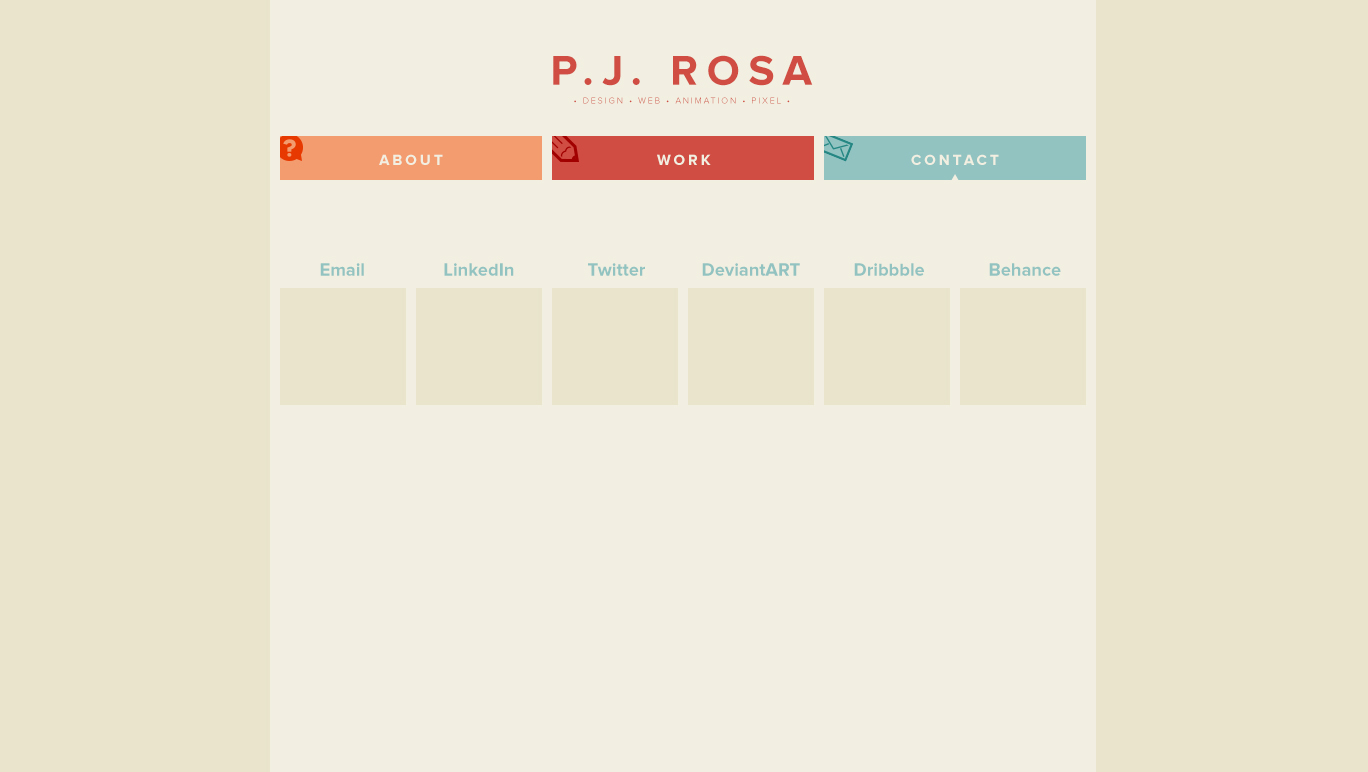 P.J. ROSA
• DESIGN • WEB • ANIMATION • PIXEL •
ABOUT
WORK
CONTACT
Email
LinkedIn
Twitter
DeviantART
Dribbble
Behance